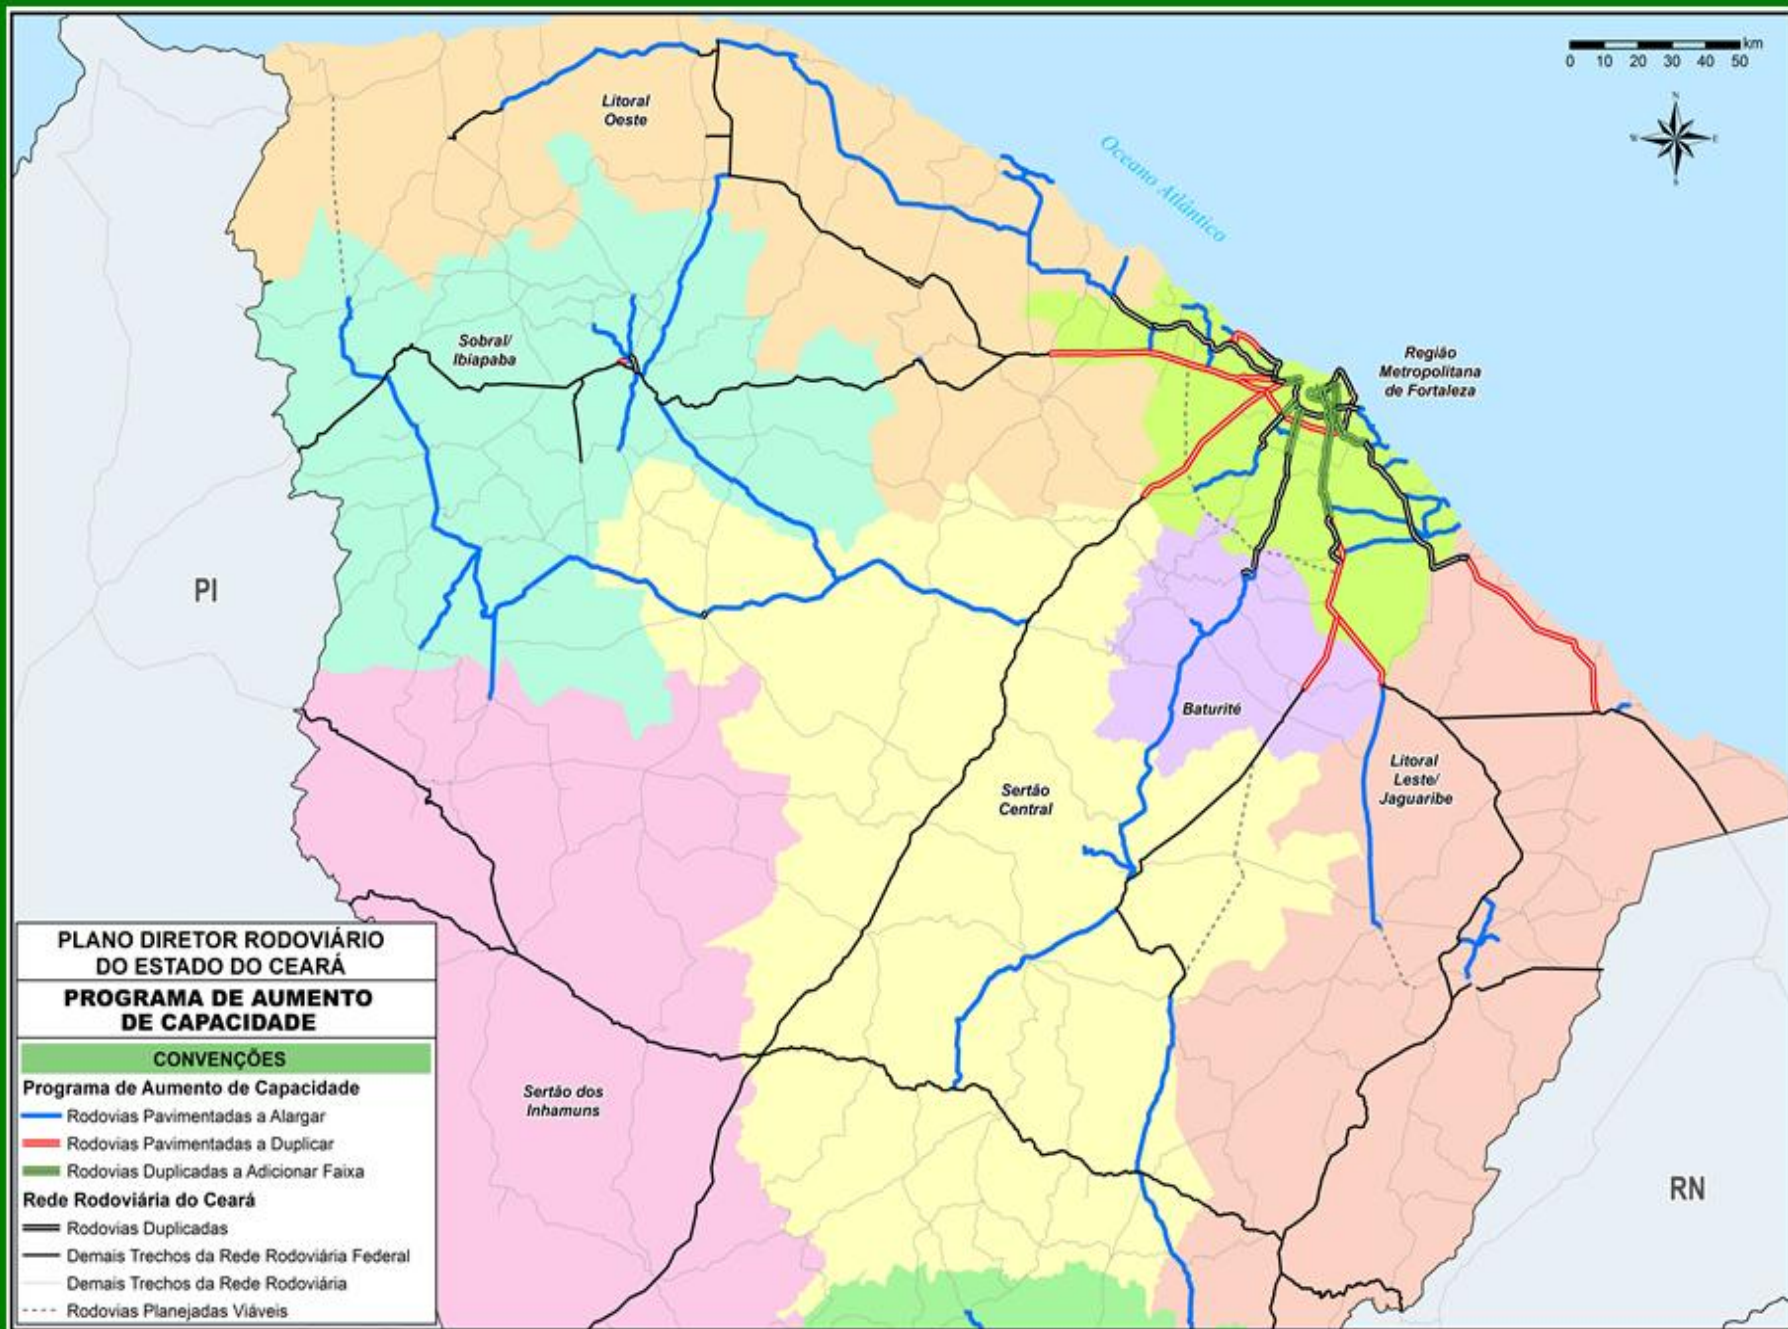 km
0 10 20 30 40 50
N
W E
S
Litoral
Oeste
Oceano Atlântico
Sobral/
Ibiapaba
Região
Metropolitana
de Fortaleza
PI
Baturité
Sertão
Central
Litoral
Leste/
Jaguaribe
Sertão dos
Inhamuns
RN
PLANO DIRETOR RODOVIÁRIO
DO ESTADO DO CEARÁ
PROGRAMA DE AUMENTO
DE CAPACIDADE
CONVENÇÕES
Programa de Aumento de Capacidade
Rodovias Pavimentadas a Alargar
Rodovias Pavimentadas a Duplicar
Rodovias Duplicadas a Adicionar Faixa
Rede Rodoviária do Ceará
Rodovias Duplicadas
Demais Trechos da Rede Rodoviária Federal
Demais Trechos da Rede Rodoviária
Rodovias Planejadas Viáveis